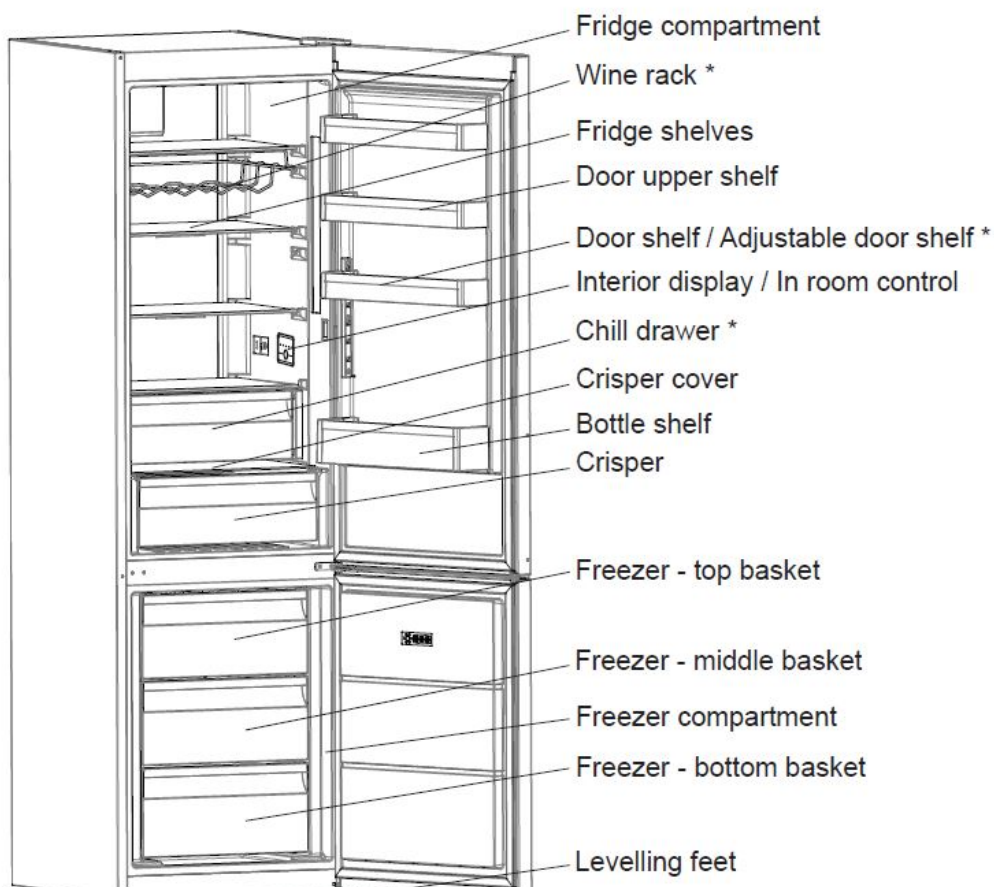 Fridge compartment
Wine rack *
Fridge shelves
Door upper shelf
Door shelf / Adjustable door shelf *
Interior display / In room control
Chill drawer *
Crisper cover
Bottle shelf
Crisper
Freezer - top basket
Freezer - middle basket
Freezer compartment
Freezer - bottom basket
Levelling feet